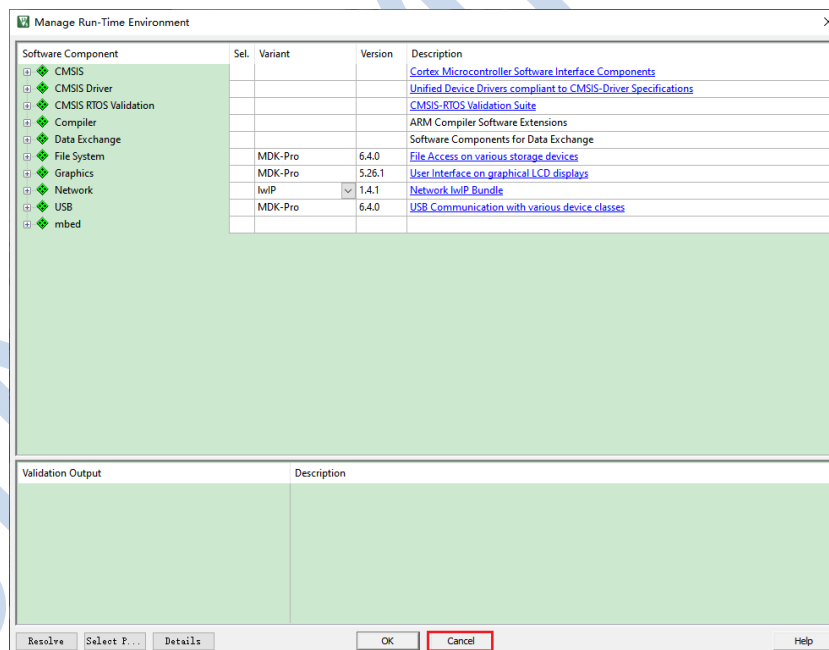 Manage Run-Time Environment
Software Component Sel. Variant Version Description
CMSIS Cortex Microcontroller Software Interface Components
CMSIS Driver Unified Device Drivers compliant to CMSIS-Driver Specifications
CMSIS RTOS Validation CMSIS-RTOS Validation Suite
Compiler ARM Compiler Software Extensions
Data Exchange Software Components for Data Exchange
File System MDK-Pro 6.4.0 File Access on various storage devices
Graphics MDK-Pro 5.26.1 User Interface on graphical LCD displays
Network lwIP 1.4.1 Network lwIP Bundle
USB MDK-Pro 6.4.0 USB Communication with various device classes
mbed
Validation Output Description
Resolve Select P... Details OK Cancel Help